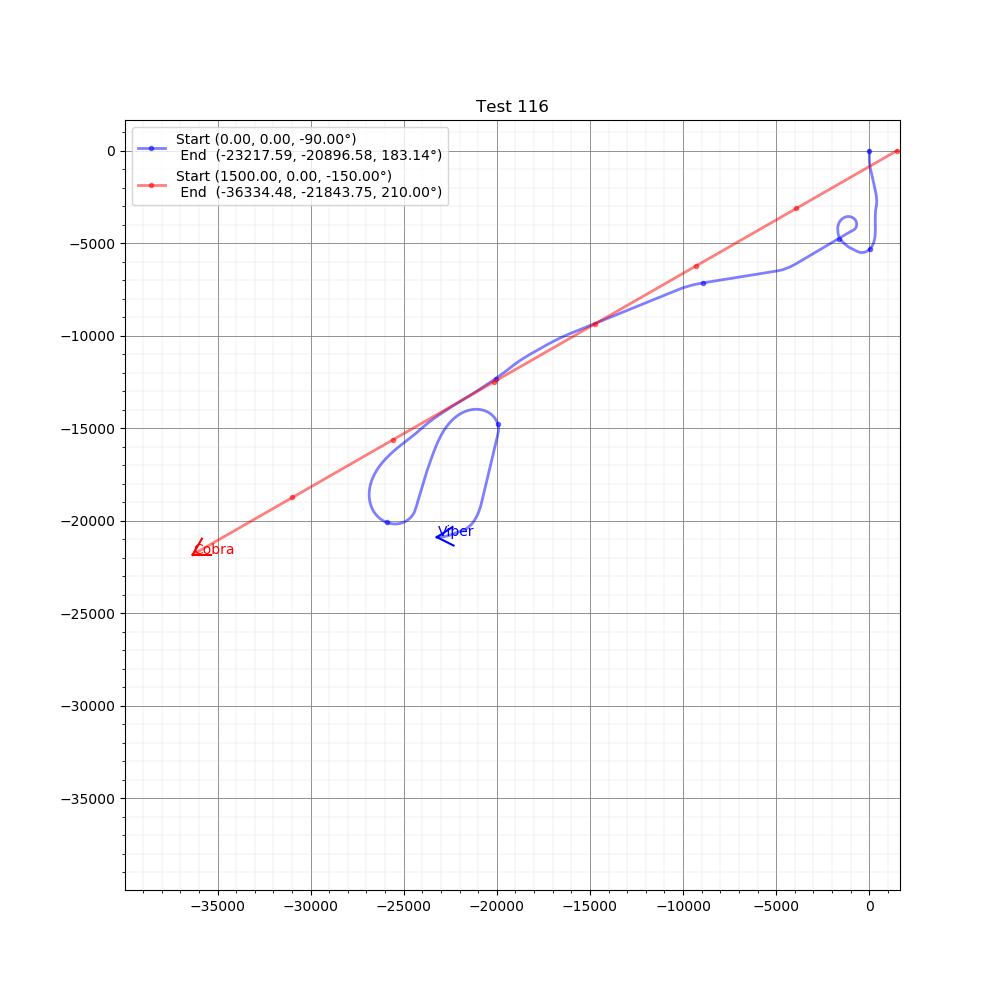 Test 116
Start (0.00, 0.00, -90.00°)
End (-23217.59, -20896.58, 183.14°)
Start (1500.00, 0.00, -150.00°)
End (-36334.48, -21843.75, 210.00°)
0
−5000
−10000
−15000
−20000
−25000
−30000
−35000
Viper
Cobra
−35000 −30000 −25000 −20000 −15000 −10000 −5000 0